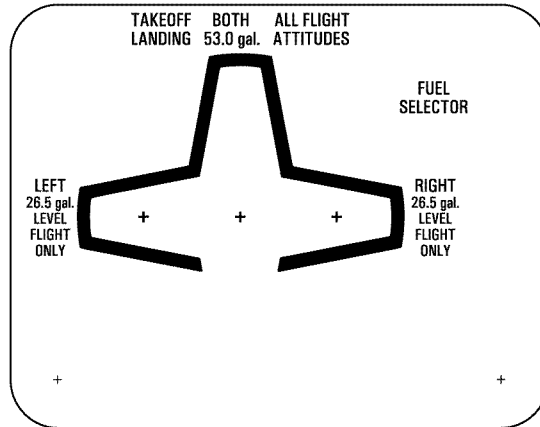 TAKEOFF BOTH ALL FLIGHT
LANDING 53.0 gal. ATTITUDES
FUEL
SELECTOR
LEFT
26.5 gal.
LEVEL
FLIGHT
ONLY
RIGHT
26.5 gal.
LEVEL
FLIGHT
ONLY